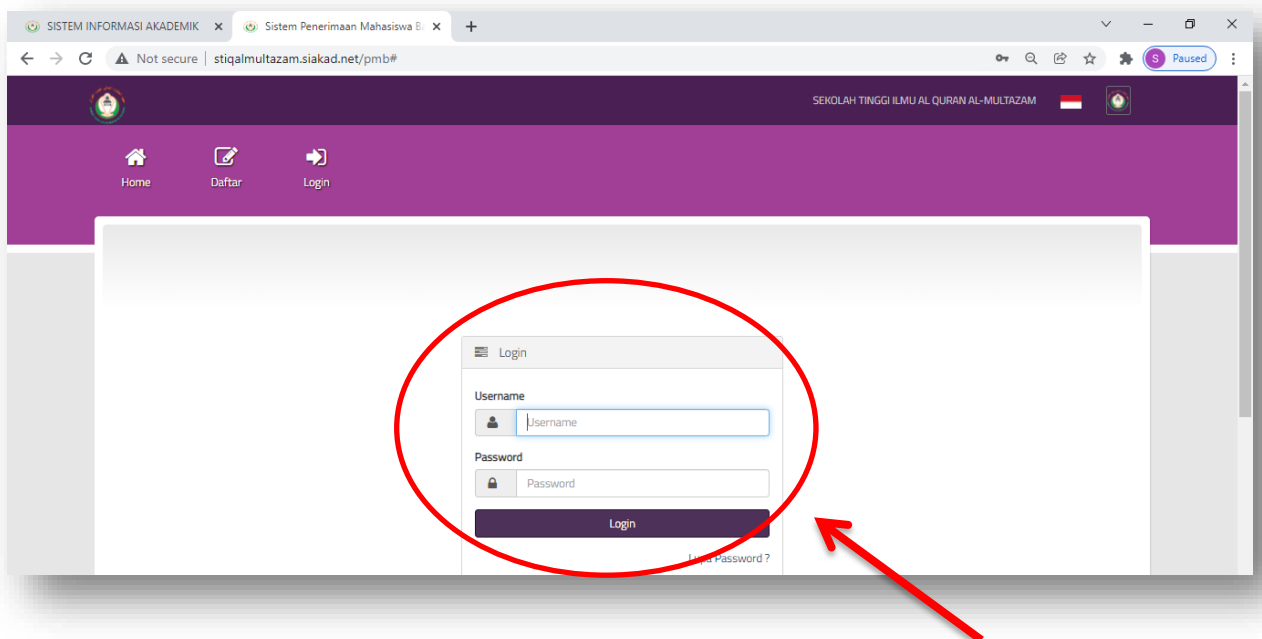 SISTEM INFORMASI AKADEMIK
Sistem Penerimaan Mahasiswa Ba
Not secure | stiqalmultazam.siakad.net/pmb#
S Paused
SEKOLAH TINGGI ILMU AL QURAN AL-MULTAZAM
Home
Daftar
Login
Login
Username
Username
Password
Password
Login
Lupa Password ?